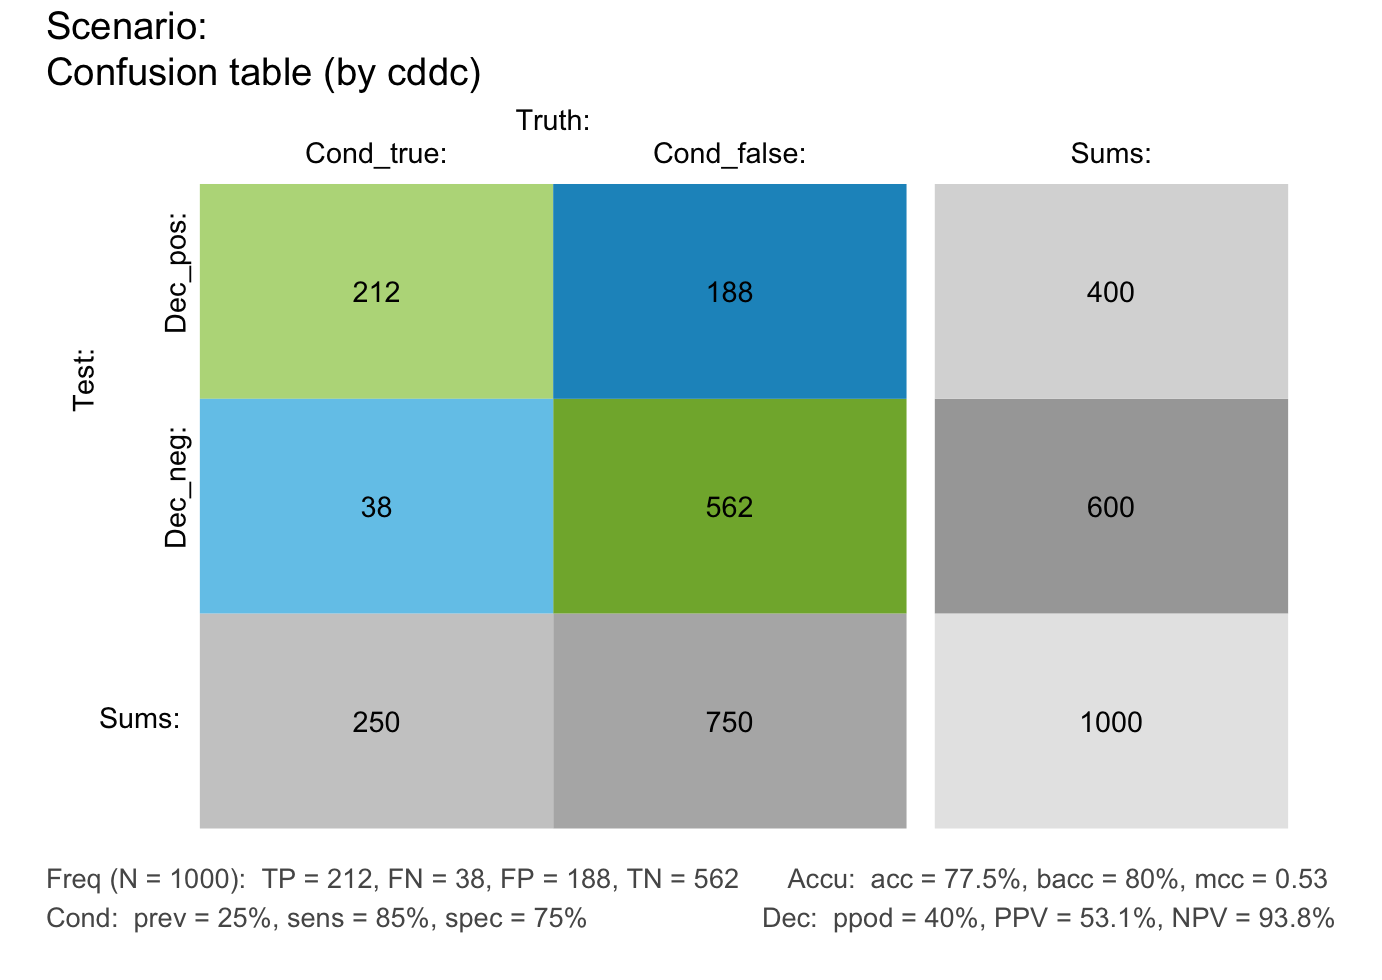 Scenario:
Confusion table (by cddc)
Truth:
Cond_true: Cond_false: Sums:
Test:
Dec_pos: 212 188 400
Dec_neg: 38 562 600
Sums: 250 750 1000
Freq (N = 1000): TP = 212, FN = 38, FP = 188, TN = 562 Accu: acc = 77.5%, bacc = 80%, mcc = 0.53
Cond: prev = 25%, sens = 85%, spec = 75% Dec: ppod = 40%, PPV = 53.1%, NPV = 93.8%